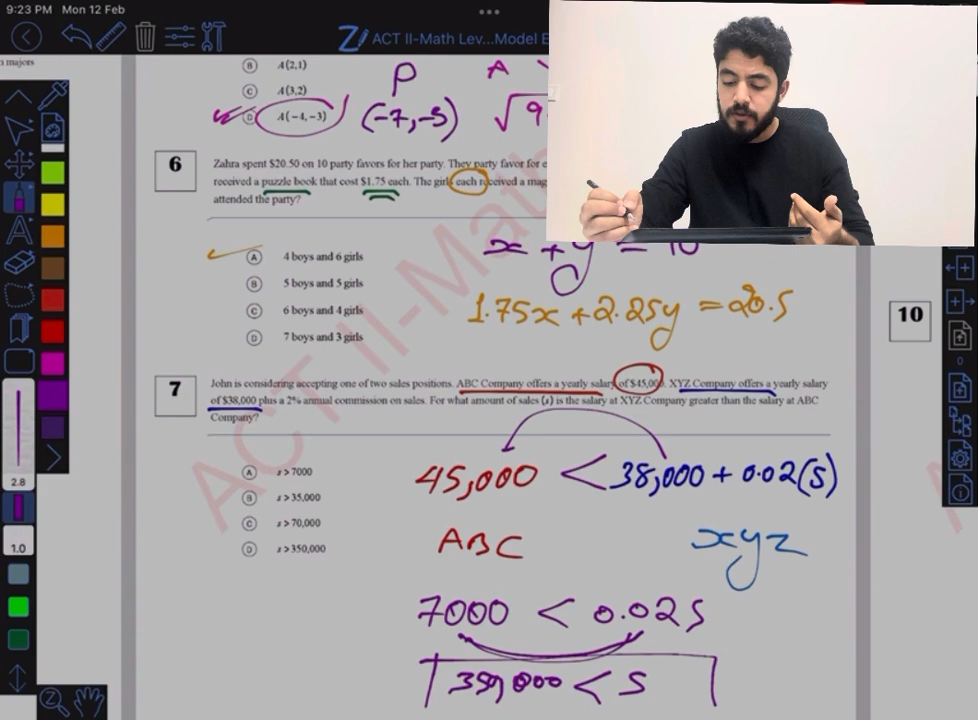 9:23 PM Mon 12 Feb
ACT II-Math Lev...Model E
n majors
B A(2,1)
C A(3,2)
D A(−4,−3)
P
(-7,-5)
A
√9
6
Zahra spent $20.50 on 10 party favors for her party. They party favor for e
received a puzzle book that cost $1.75 each. The girls each received a mag
attended the party?
A 4 boys and 6 girls
B 5 boys and 5 girls
C 6 boys and 4 girls
D 7 boys and 3 girls
x + y = 10
1.75x + 2.25y = 20.5
10
7
John is considering accepting one of two sales positions. ABC Company offers a yearly salary of $45,000. XYZ Company offers a yearly salary
of $38,000 plus a 2% annual commission on sales. For what amount of sales (s) is the salary at XYZ Company greater than the salary at ABC
Company?
A s > 7000
B s > 35,000
C s > 70,000
D s > 350,000
45,000 < 38,000 + 0.02(S)
ABC
xyz
7000 < 0.02S
350,000 < S
2.8
1.0
0
ACT II-Math